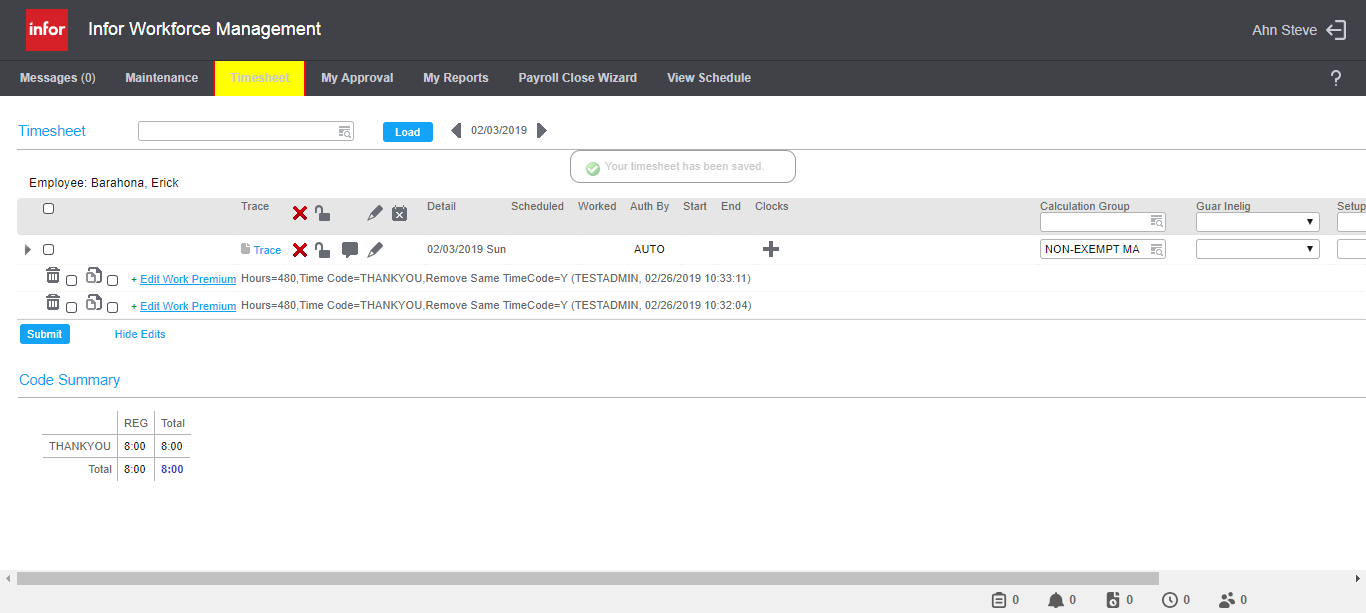 infor Infor Workforce Management Ahn Steve
Messages (0) Maintenance Timesheet My Approval My Reports Payroll Close Wizard View Schedule ?
Timesheet Load 02/03/2019
Your timesheet has been saved.
Employee: Barahona, Erick
Trace Detail Scheduled Worked Auth By Start End Clocks Calculation Group Guar Inelig Setup
Trace 02/03/2019 Sun AUTO NON-EXEMPT MA
+ Edit Work Premium Hours=480,Time Code=THANKYOU,Remove Same TimeCode=Y (TESTADMIN, 02/26/2019 10:33:11)
+ Edit Work Premium Hours=480,Time Code=THANKYOU,Remove Same TimeCode=Y (TESTADMIN, 02/26/2019 10:32:04)
Submit Hide Edits
Code Summary
REG Total
THANKYOU 8:00 8:00
Total 8:00 8:00
0 0 0 0 0